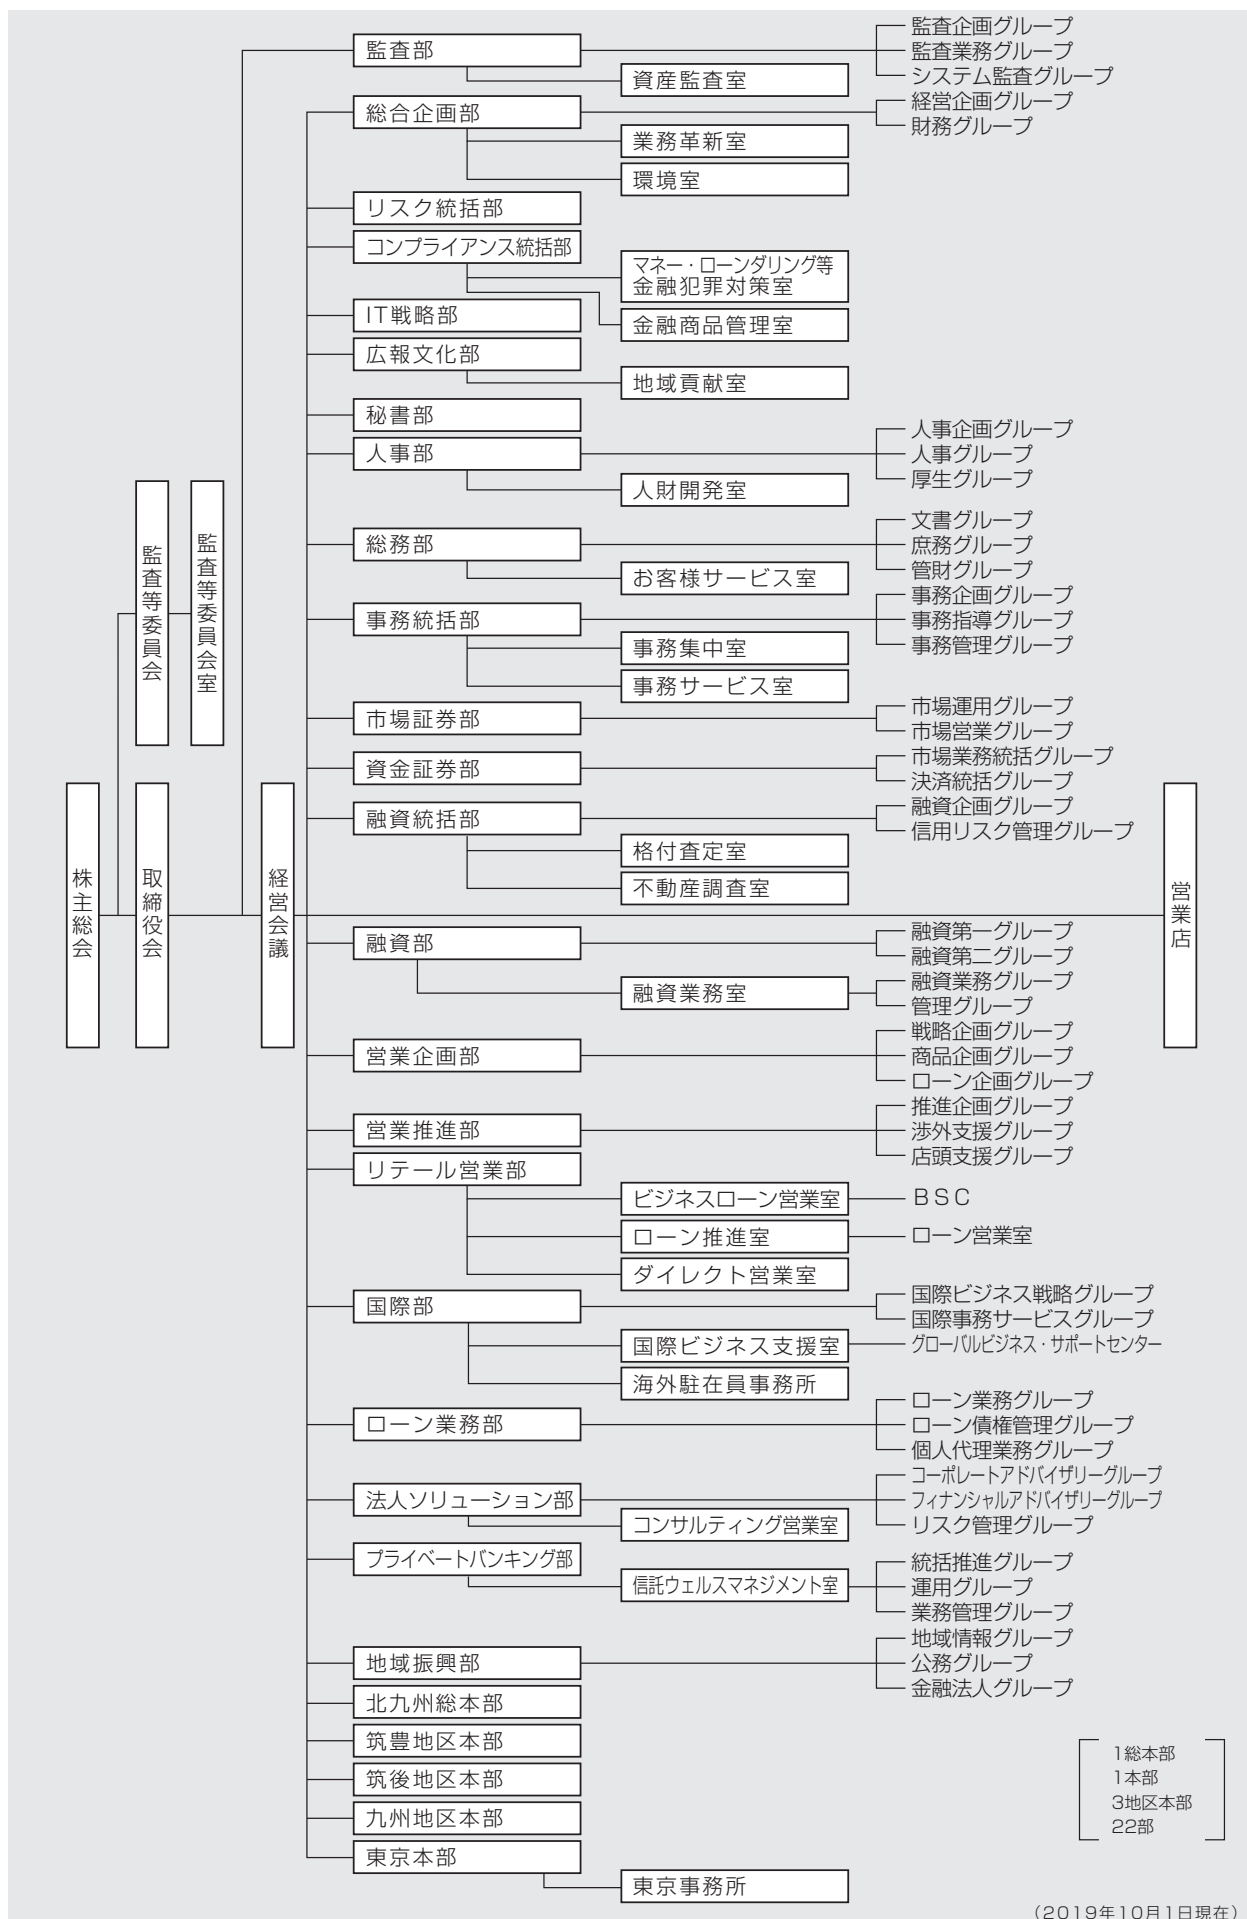 監査部
監査企画グループ
監査業務グループ
システム監査グループ
資産監査室
総合企画部
経営企画グループ
財務グループ
業務革新室
環境室
リスク統括部
コンプライアンス統括部
マネー・ローンダリング等
金融犯罪対策室
金融商品管理室
IT戦略部
広報文化部
地域貢献室
秘書部
人事部
人事企画グループ
人事グループ
厚生グループ
人財開発室
総務部
文書グループ
庶務グループ
管財グループ
お客様サービス室
事務統括部
事務企画グループ
事務指導グループ
事務管理グループ
事務集中室
事務サービス室
監査等委員会
監査等委員会室
市場証券部
市場運用グループ
市場営業グループ
資金証券部
市場業務統括グループ
決済統括グループ
融資統括部
融資企画グループ
信用リスク管理グループ
格付査定室
不動産調査室
株主総会
取締役会
経営会議
営業店
融資部
融資第一グループ
融資第二グループ
融資業務室
融資業務グループ
管理グループ
営業企画部
戦略企画グループ
商品企画グループ
ローン企画グループ
営業推進部
推進企画グループ
渉外支援グループ
店頭支援グループ
リテール営業部
ビジネスローン営業室
BSC
ローン推進室
ローン営業室
ダイレクト営業室
国際部
国際ビジネス戦略グループ
国際事務サービスグループ
国際ビジネス支援室
グローバルビジネス・サポートセンター
海外駐在員事務所
ローン業務部
ローン業務グループ
ローン債権管理グループ
個人代理業務グループ
法人ソリューション部
コーポレートアドバイザリーグループ
フィナンシャルアドバイザリーグループ
リスク管理グループ
コンサルティング営業室
プライベートバンキング部
信託ウェルスマネジメント室
統括推進グループ
運用グループ
業務管理グループ
地域振興部
地域情報グループ
公務グループ
金融法人グループ
北九州総本部
筑豊地区本部
筑後地区本部
九州地区本部
東京本部
東京事務所
1総本部
1本部
3地区本部
22部
(2019年10月1日現在)